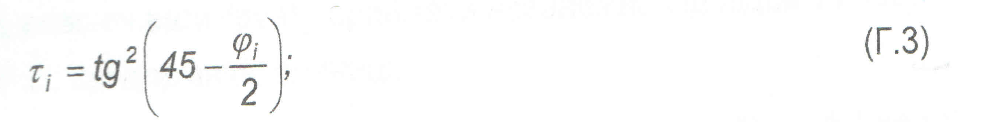 τ_i = tg²(45 − φ_i/2); (Г.3)